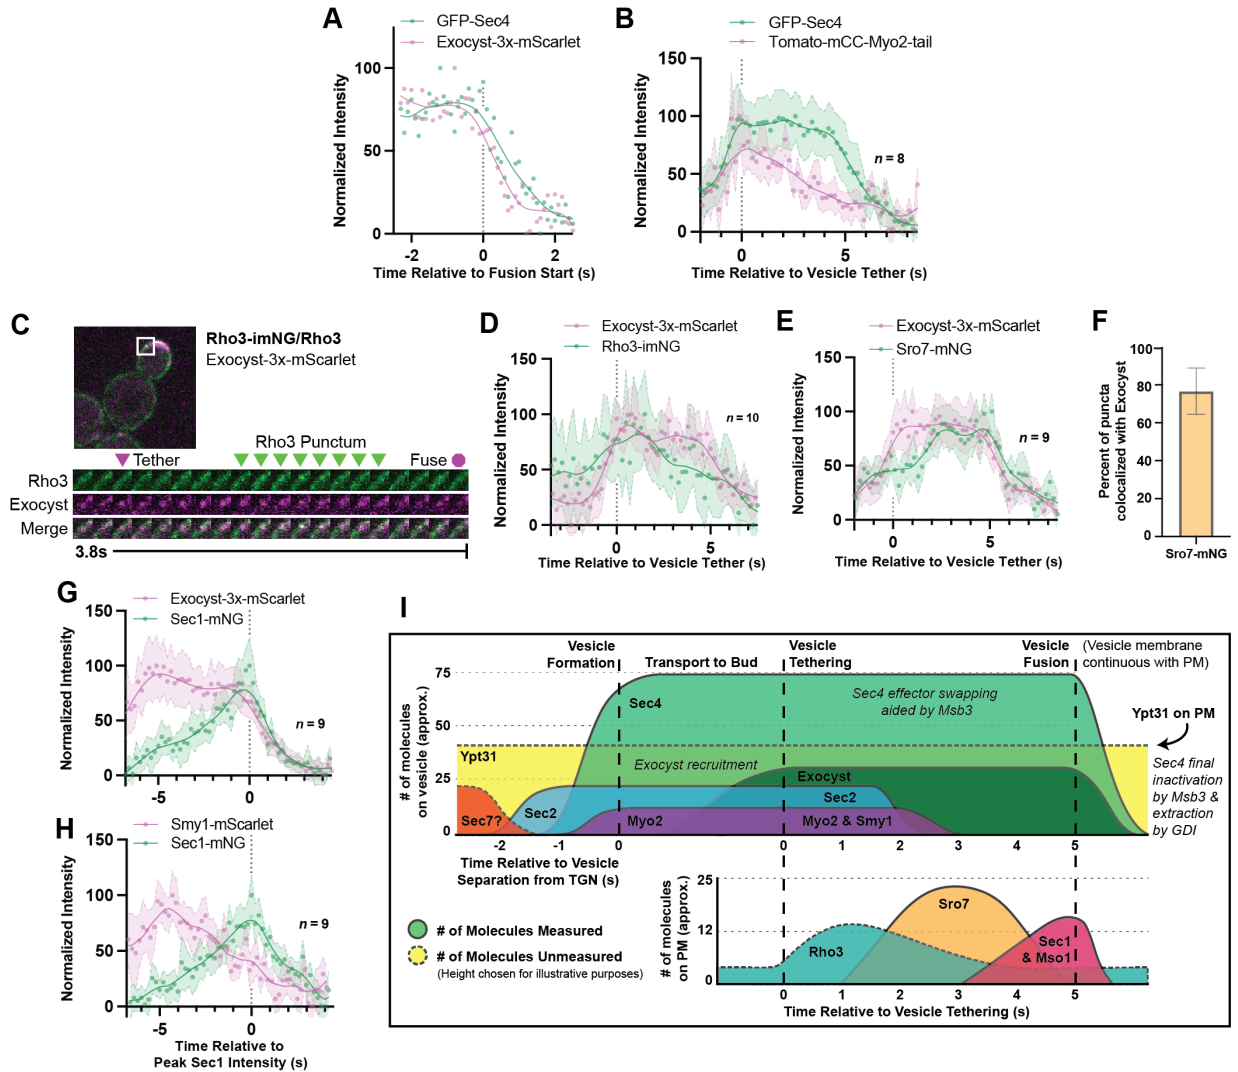 A
GFP-Sec4
Exocyst-3x-mScarlet
Normalized Intensity
100
50
0
-2
0
2
Time Relative to Fusion Start (s)
B
GFP-Sec4
Tomato-mCC-Myo2-tail
Normalized Intensity
150
100
50
0
n = 8
0
5
Time Relative to Vesicle Tether (s)
C
Rho3-imNG/Rho3
Exocyst-3x-mScarlet
Rho3 Punctum
Tether
Fuse
Rho3
Exocyst
Merge
3.8s
D
Exocyst-3x-mScarlet
Rho3-imNG
Normalized Intensity
150
100
50
0
n = 10
0
5
Time Relative to Vesicle Tether (s)
E
Exocyst-3x-mScarlet
Sro7-mNG
Normalized Intensity
150
100
50
0
n = 9
0
5
Time Relative to Vesicle Tether (s)
F
Percent of puncta
colocalized with Exocyst
100
80
60
40
20
0
Sro7-mNG
G
Exocyst-3x-mScarlet
Sec1-mNG
Normalized Intensity
150
100
50
0
n = 9
-5
0
H
Smy1-mScarlet
Sec1-mNG
Normalized Intensity
150
100
50
0
n = 9
-5
0
Time Relative to
Peak Sec1 Intensity (s)
I
Vesicle
Formation
Transport to Bud
Vesicle
Tethering
Vesicle
Fusion
(Vesicle membrane
continuous with PM)
# of molecules
on vesicle (approx.)
75
50
25
0
Sec4
Sec4 effector swapping
aided by Msb3
Ypt31 on PM
Ypt31
Exocyst recruitment
Exocyst
Sec2
Sec2
Sec7?
Myo2
Myo2 & Smy1
Sec4 final
inactivation
by Msb3 &
extraction
by GDI
-2
-1
0
0
1
2
3
4
5
Time Relative to Vesicle
Separation from TGN (s)
# of Molecules Measured
# of Molecules Unmeasured
(Height chosen for illustrative purposes)
# of molecules
on PM (approx.)
25
12
0
Rho3
Sro7
Sec1
& Mso1
0
1
2
3
4
5
Time Relative to Vesicle Tethering (s)